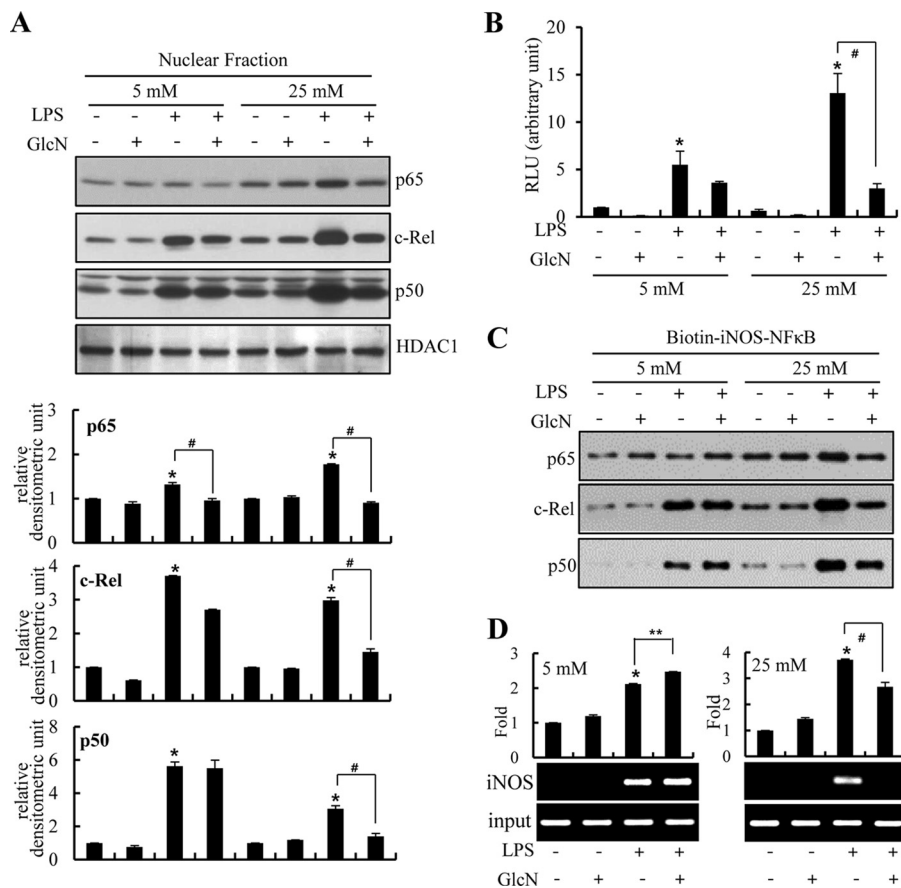 A
Nuclear Fraction
5 mM 25 mM
LPS - - + + - - + +
GlcN - + - + - + - +
p65
c-Rel
p50
HDAC1
relative
densitometric unit
p65
3
2
1
0
* # * #
relative
densitometric unit
c-Rel
4
3
2
1
0
* * #
relative
densitometric unit
p50
8
6
4
2
0
* * #
B
RLU (arbitrary unit)
20
15
10
5
0
* * #
LPS - - + + - - + +
GlcN - + - + - + - +
5 mM 25 mM
C
Biotin-iNOS-NFκB
5 mM 25 mM
LPS - - + + - - + +
GlcN - + - + - + - +
p65
c-Rel
p50
D
5 mM
Fold
3
2
1
0
* **
25 mM
Fold
4
3
2
1
0
* #
iNOS
input
LPS - - + + - - + +
GlcN - + - + - + - +